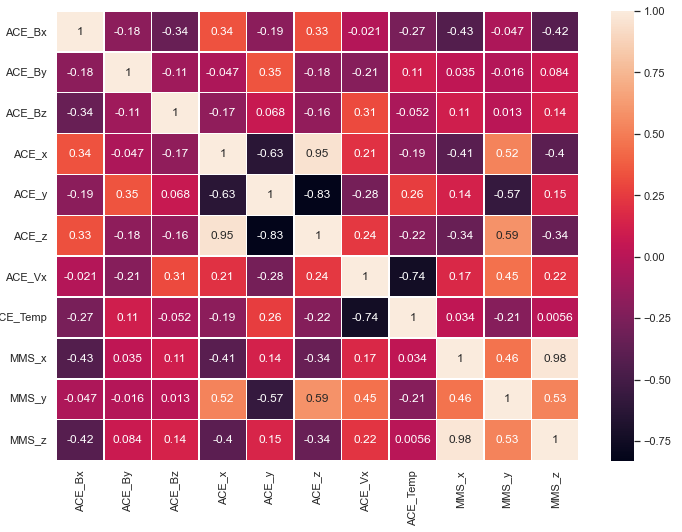 ACE_Bx 1 -0.18 -0.34 0.34 -0.19 0.33 -0.021 -0.27 -0.43 -0.047 -0.42
ACE_By -0.18 1 -0.11 -0.047 0.35 -0.18 -0.21 0.11 0.035 -0.016 0.084
ACE_Bz -0.34 -0.11 1 -0.17 0.068 -0.16 0.31 -0.052 0.11 0.013 0.14
ACE_x 0.34 -0.047 -0.17 1 -0.63 0.95 0.21 -0.19 -0.41 0.52 -0.4
ACE_y -0.19 0.35 0.068 -0.63 1 -0.83 -0.28 0.26 0.14 -0.57 0.15
ACE_z 0.33 -0.18 -0.16 0.95 -0.83 1 0.24 -0.22 -0.34 0.59 -0.34
ACE_Vx -0.021 -0.21 0.31 0.21 -0.28 0.24 1 -0.74 0.17 0.45 0.22
CE_Temp -0.27 0.11 -0.052 -0.19 0.26 -0.22 -0.74 1 0.034 -0.21 0.0056
MMS_x -0.43 0.035 0.11 -0.41 0.14 -0.34 0.17 0.034 1 0.46 0.98
MMS_y -0.047 -0.016 0.013 0.52 -0.57 0.59 0.45 -0.21 0.46 1 0.53
MMS_z -0.42 0.084 0.14 -0.4 0.15 -0.34 0.22 0.0056 0.98 0.53 1
ACE_Bx ACE_By ACE_Bz ACE_x ACE_y ACE_z ACE_Vx ACE_Temp MMS_x MMS_y MMS_z
1.00
0.75
0.50
0.25
0.00
-0.25
-0.50
-0.75